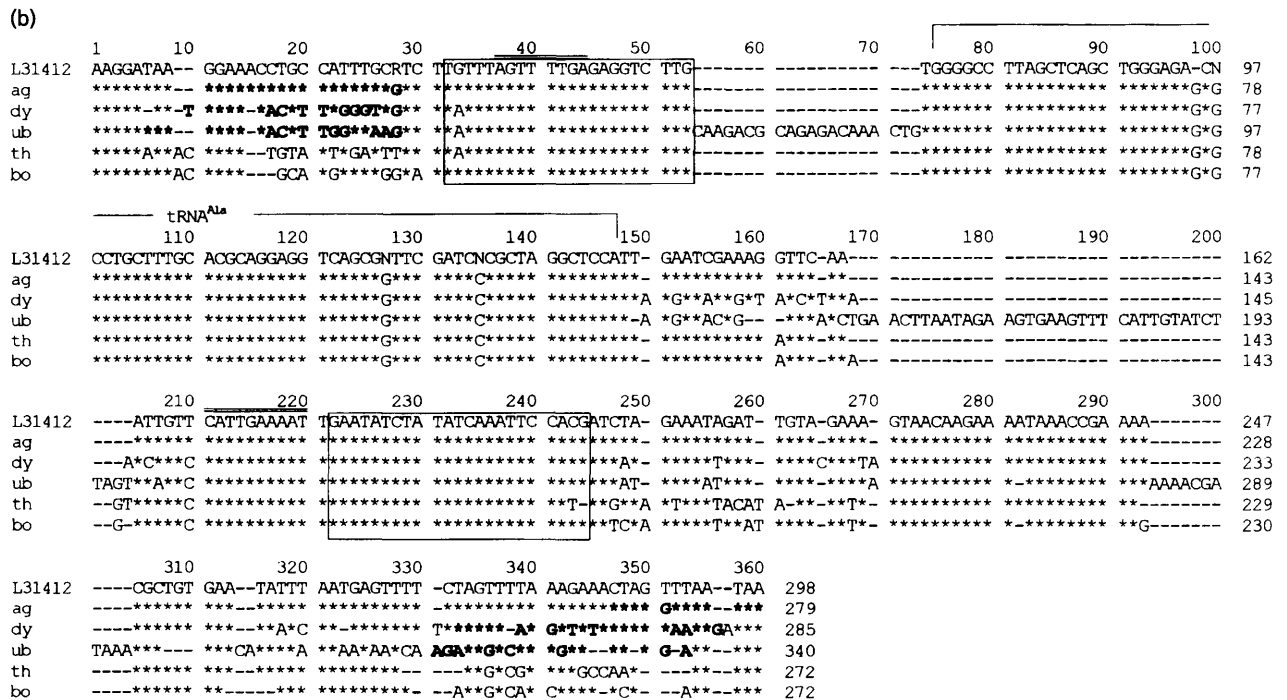 (b)
1 10 20 30 40 50 60 70 80 90 100
L31412 AAGGATAA-- GGAAACCTGC CATTTGCRTC TTGTTTAGTT TTGAGAGGTC TTG------- ---------- ---TGGGGCC TTAGCTCAGC TGGGAGA-CN 97
ag ********-- ********** *******G** ********** ********** ***------- ---------- ---******* ********** *******G*G 78
dy *****---*-T ****-*AC*T T*GGGT*G** **A******* ********** ***------- ---------- ---******* ********** *******G*G 77
ub *****-***-- ****-*AC*T TGG**AAG** **A******* ********** ***CAAGACG CAGAGACAAA CTG******* ********** *******G*G 97
th *****A**AC ****--TGTA *T*GA*TT** **A******* ********** ***------- ---------- ---******* ********** *******G*G 78
bo ********AC ****---GCA *G****GG*A ********** ********** ***------- ---------- ---******* ********** *******G*G 77
tRNAAla
110 120 130 140 150 160 170 180 190 200
L31412 CCTGCTTTGC ACGCAGGAGG TCAGCGNTTC GATCNCGCTA GGCTCCATT- GAATCGAAAG GTTC-AA--- ---------- ---------- ---------- 162
ag ********** ********** ******G*** ****C***** *********- ********** ****-**--- ---------- ---------- ---------- 143
dy ********** ********** ******G*** ****C***** *********A *G**A**G*T A*C*T**A-- ---------- ---------- ---------- 145
ub ********** ********** ******G*** ****C***** ********-A *G**AC*G-- -***A*CTGA ACTTAATAGA AGTGAAGTTT CATTGTATCT 193
th ********** ********** ******G*** ****C***** *********- ********** A***-**--- ---------- ---------- ---------- 143
bo ********** ********** ******G*** ****C***** *********- ********** A***-**A-- ---------- ---------- ---------- 143
210 220 230 240 250 260 270 280 290 300
L31412 ----ATTGTT CATTGAAAAT TGAATATCTA TATCAAATTC CACGATCTA- GAAATAGAT- TGTA-GAAA- GTAACAAGAA AATAAACCGA AAA------- 247
ag ----****** ********** ********** ********** *********- *********- ****-****- ********** ********** ***------- 228
dy ---A*C***C ********** ********** ********** *******A*- *****T***- ****C**TA ********** ********** ***------- 233
ub TAGT**A**C ********** ********** ********** *******AT- ****AT***- ****-****A ********** *-******** ***AAAACGA 289
th --GT*****C ********** ********** ********** ***T-**G**A *T***TACAT A***-**T*- ********** ********** **-------- 229
bo --G-*****C ********** ********** ********** *******TC*A *****T**AT ****-**T*- ********** *-******** ***G------ 230
310 320 330 340 350 360
L31412 ----CGCTGT GAA--TATTT AATGAGTTTT -CTAGTTTTA AAGAAACTAG TTTAA--TAA 298
ag ----****** ***--***** ********** -********* ********** G****--*** 279
dy ----****** ***--**A*C **-******* T******-A* G*T*T***** *AA*GA*** 285
ub TAAA****** ***CA****A **AA*AA*CA AGA**G*C** *G**---**- G-A--*** 340
th ----****** ***--***** ********** -****G*CG* ***GCCAA*- ---**--*** 272
bo ----****** **-----*** ********** --*A**G*CA* C****--*C* ***A---*** 272